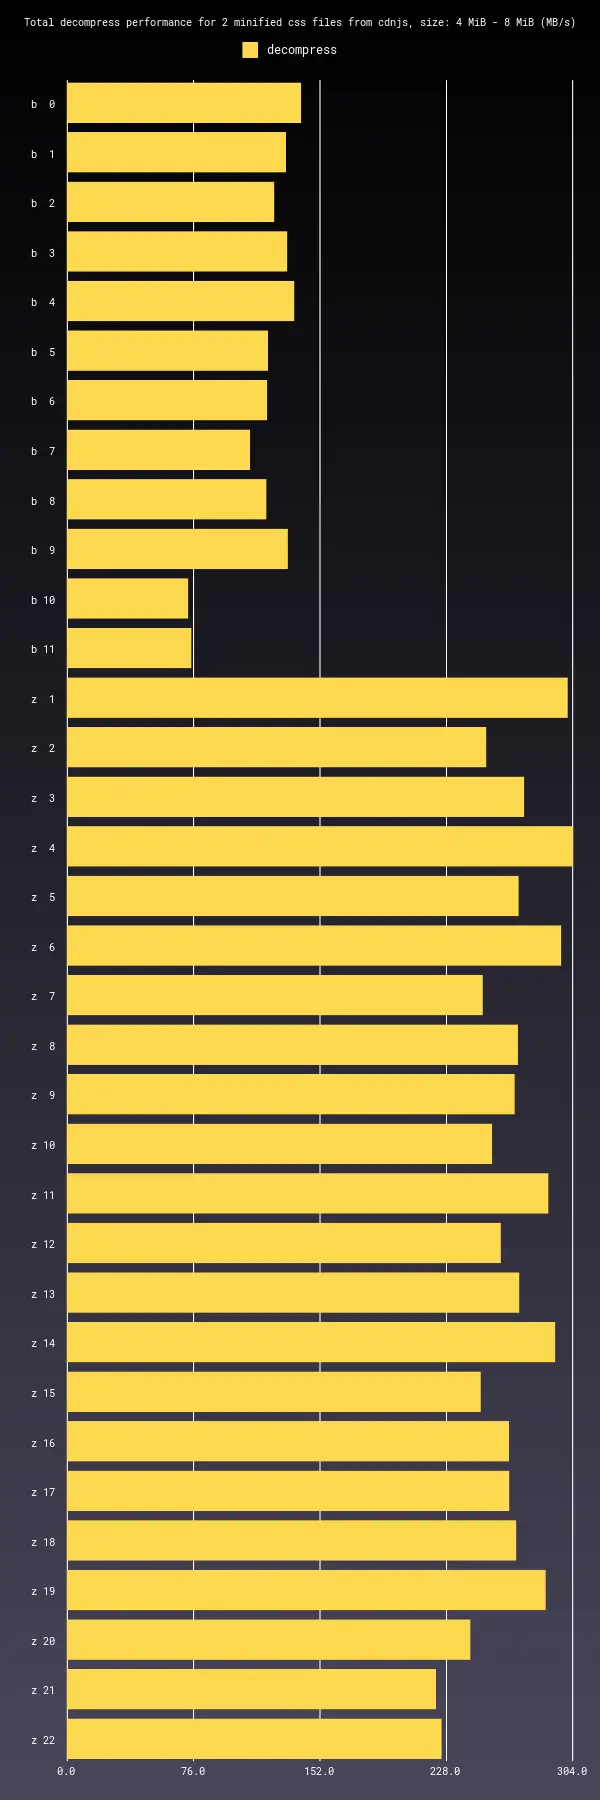 Total decompress performance for 2 minified css files from cdnjs, size: 4 MiB - 8 MiB (MB/s)
decompress
b 0
b 1
b 2
b 3
b 4
b 5
b 6
b 7
b 8
b 9
b 10
b 11
z 1
z 2
z 3
z 4
z 5
z 6
z 7
z 8
z 9
z 10
z 11
z 12
z 13
z 14
z 15
z 16
z 17
z 18
z 19
z 20
z 21
z 22
0.0 76.0 152.0 228.0 304.0